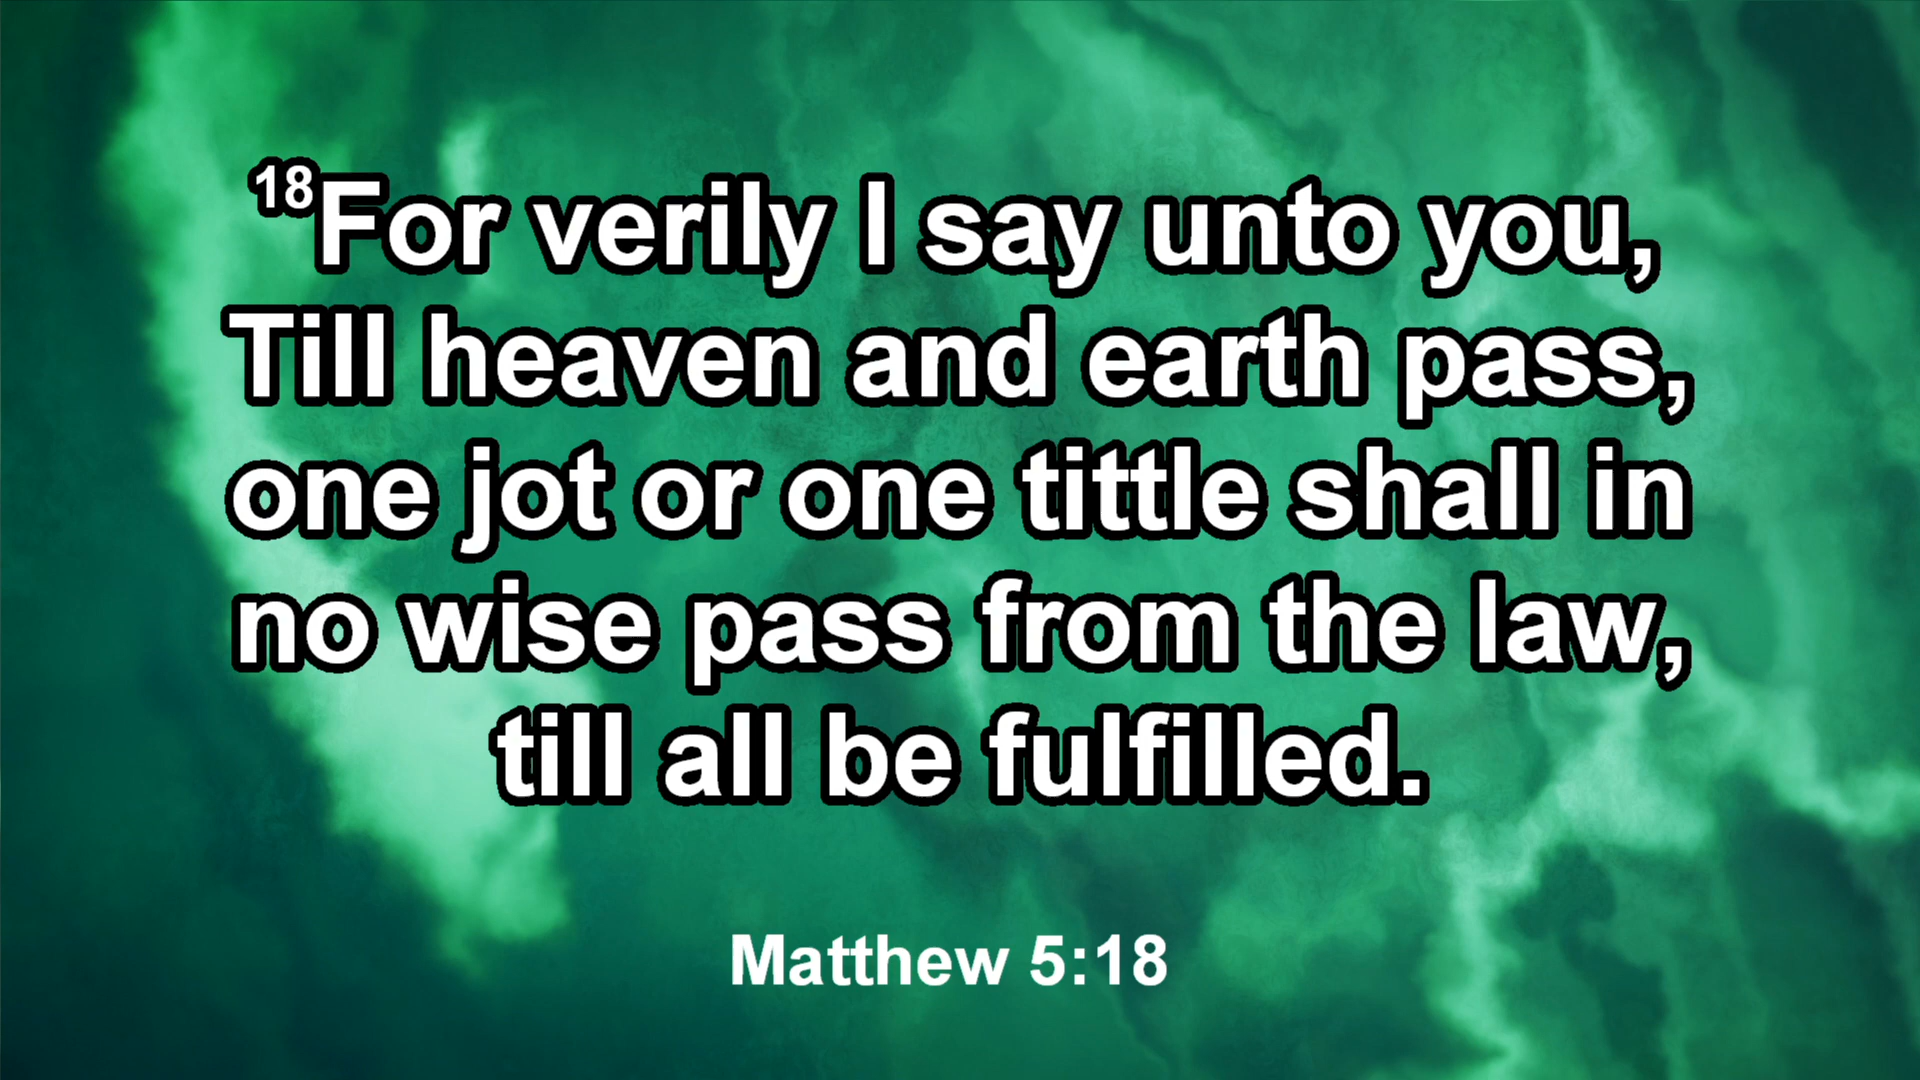 18For verily I say unto you,
Till heaven and earth pass,
one jot or one tittle shall in
no wise pass from the law,
till all be fulfilled.
Matthew 5:18